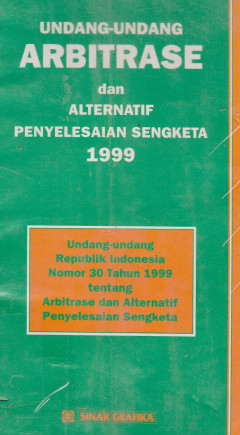 UNDANG-UNDANG
ARBITRASE
dan
ALTERNATIF
PENYELESAIAN SENGKETA
1999
Undang-undang
Republik Indonesia
Nomor 30 Tahun 1999
tentang
Arbitrase dan Alternatif
Penyelesaian Sengketa
SINAR GRAFIKA